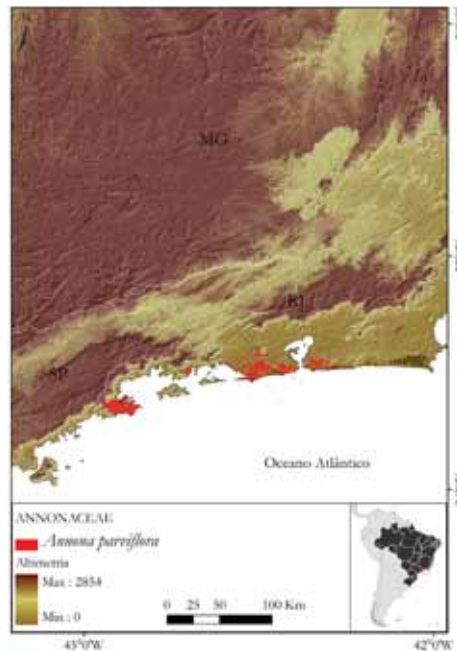 MG
RJ
SP
Oceano Atlântico
ANNONACEAE
Annona parviflora
Altimetria
Max : 2854
Min : 0
0 25 50 100 Km
45°0'W
42°0'W